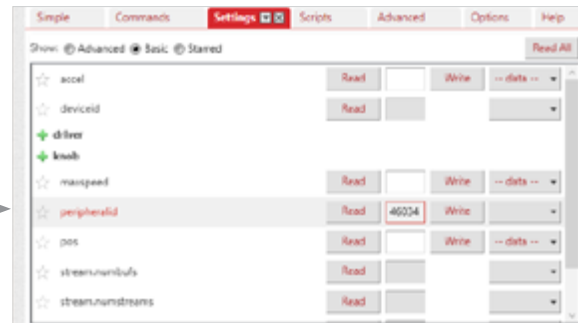 Simple Commands Settings Scripts Advanced Options Help
Show: Advanced Basic Starred Read All
accel Read Write -- data --
deviceid Read
driver
knob
maxspeed Read Write -- data --
peripheralid Read 46034 Write
pos Read Write -- data --
stream.numbufs Read
stream.numstreams Read